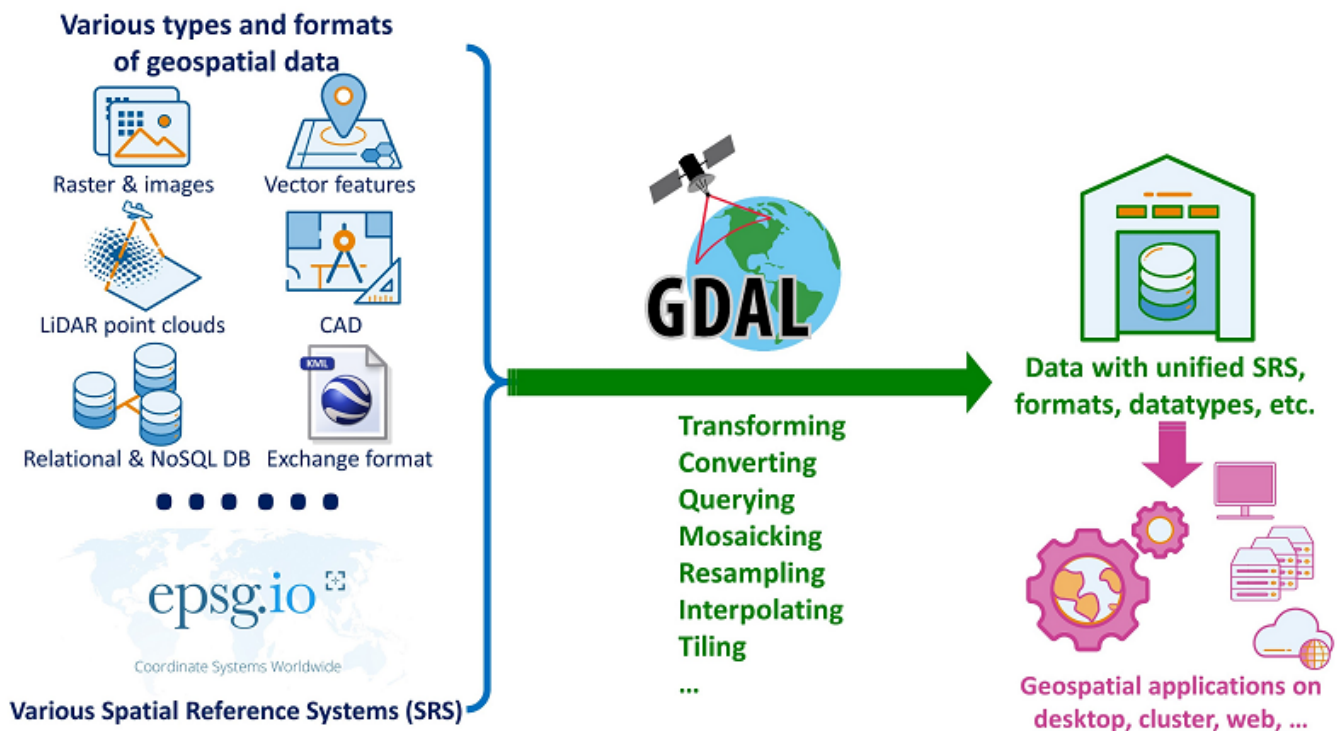 Various types and formats
of geospatial data
Raster & images
Vector features
LiDAR point clouds
CAD
KML
Relational & NoSQL DB
Exchange format
epsg.io
Coordinate Systems Worldwide
Various Spatial Reference Systems (SRS)
GDAL
Transforming
Converting
Querying
Mosaicking
Resampling
Interpolating
Tiling
...
Data with unified SRS,
formats, datatypes, etc.
Geospatial applications on
desktop, cluster, web, ...